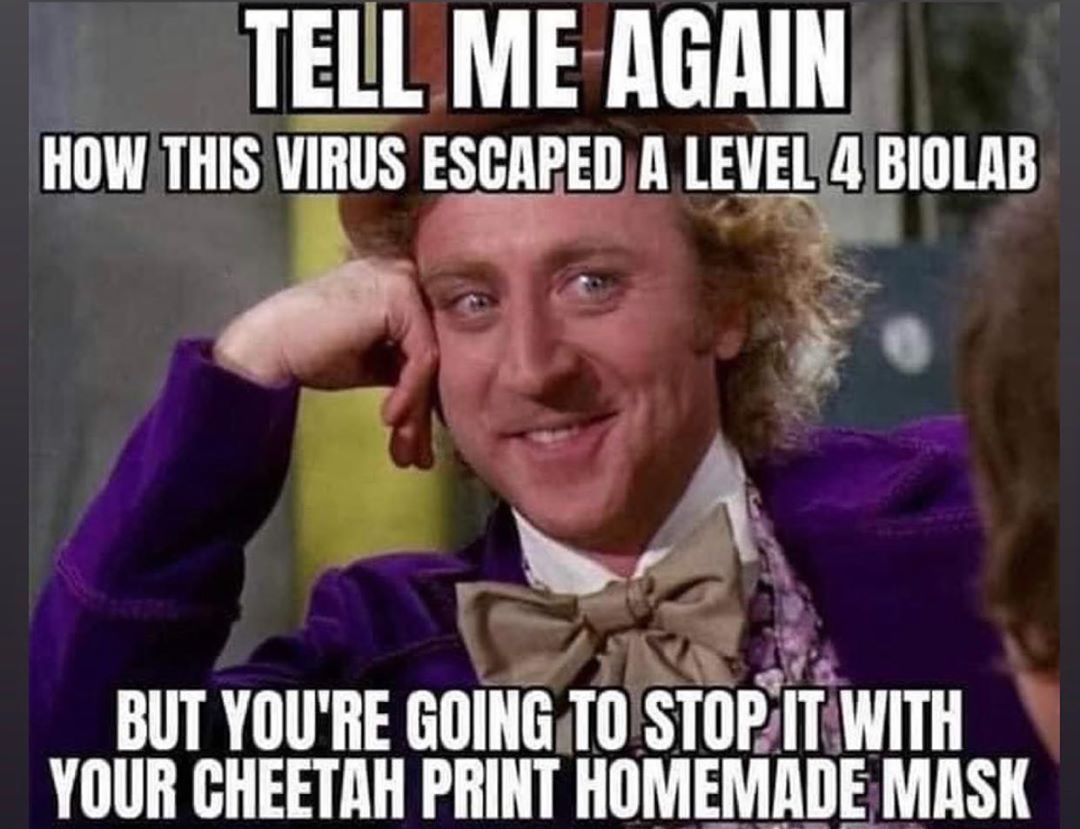 TELL ME AGAIN
HOW THIS VIRUS ESCAPED A LEVEL 4 BIOLAB
BUT YOU'RE GOING TO STOP IT WITH
YOUR CHEETAH PRINT HOMEMADE MASK